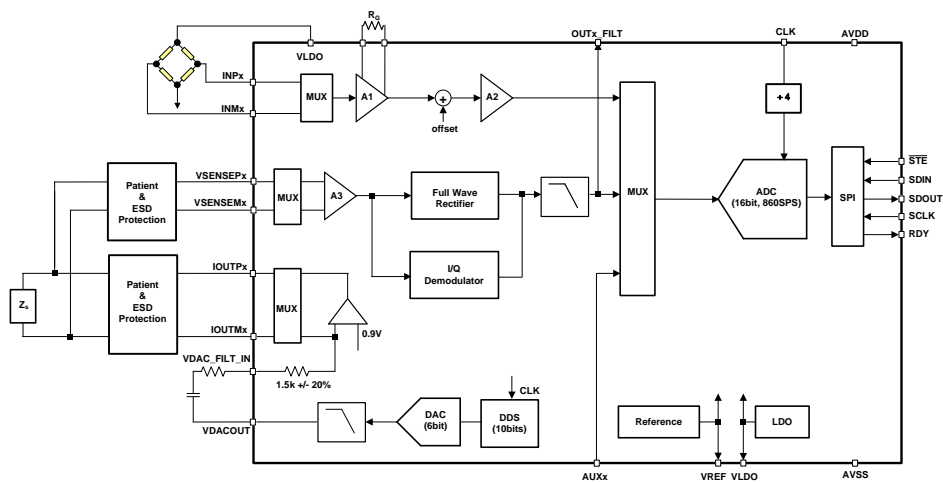 RG
OUTx_FILT
CLK
AVDD
VLDO
INPx
INMx
MUX
A1
+
A2
offset
÷4
Patient
&
ESD
Protection
VSENSEPx
VSENSEMx
MUX
A3
Full Wave
Rectifier
MUX
ADC
(16bit, 860SPS)
SPI
STE
SDIN
SDOUT
SCLK
RDY
I/Q
Demodulator
Zs
Patient
&
ESD
Protection
IOUTPx
IOUTMx
MUX
0.9V
VDAC_FILT_IN
1.5k +/- 20%
CLK
VDACOUT
DAC
(6bit)
DDS
(10bits)
Reference
LDO
AUXx
VREF
VLDO
AVSS